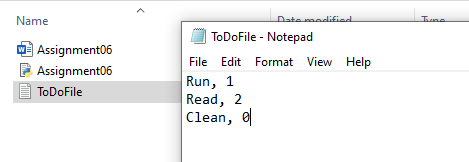 Name
Date modified
Type
Assignment06
Assignment06
ToDoFile
ToDoFile - Notepad
File Edit Format View Help
Run, 1
Read, 2
Clean, 0